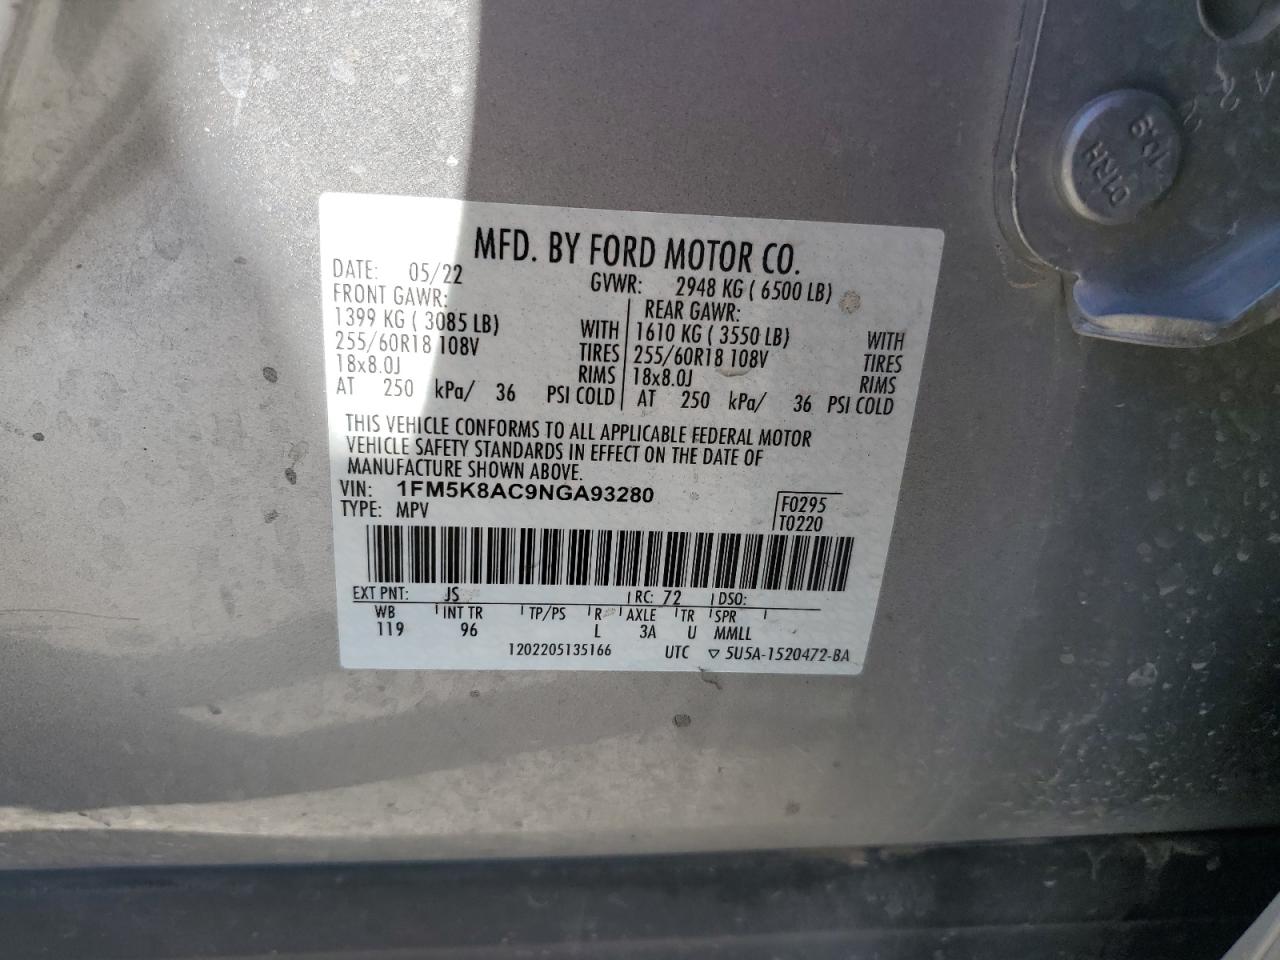 MFD. BY FORD MOTOR CO.
DATE: 05/22 GVWR: 2948 KG ( 6500 LB)
FRONT GAWR: REAR GAWR:
1399 KG ( 3085 LB) WITH 1610 KG ( 3550 LB) WITH
255/60R18 108V TIRES 255/60R18 108V TIRES
18x8.0J RIMS 18x8.0J RIMS
AT 250 kPa/ 36 PSI COLD AT 250 kPa/ 36 PSI COLD
THIS VEHICLE CONFORMS TO ALL APPLICABLE FEDERAL MOTOR
VEHICLE SAFETY STANDARDS IN EFFECT ON THE DATE OF
MANUFACTURE SHOWN ABOVE.
VIN: 1FM5K8AC9NGA93280 F0295
TYPE: MPV T0220
EXT PNT: JS RC: 72 DSO:
WB INT TR TP/PS R AXLE TR SPR
119 96 L 3A U MMLL
1202205135166 UTC ▽ 5U5A-1520472-BA
01RH